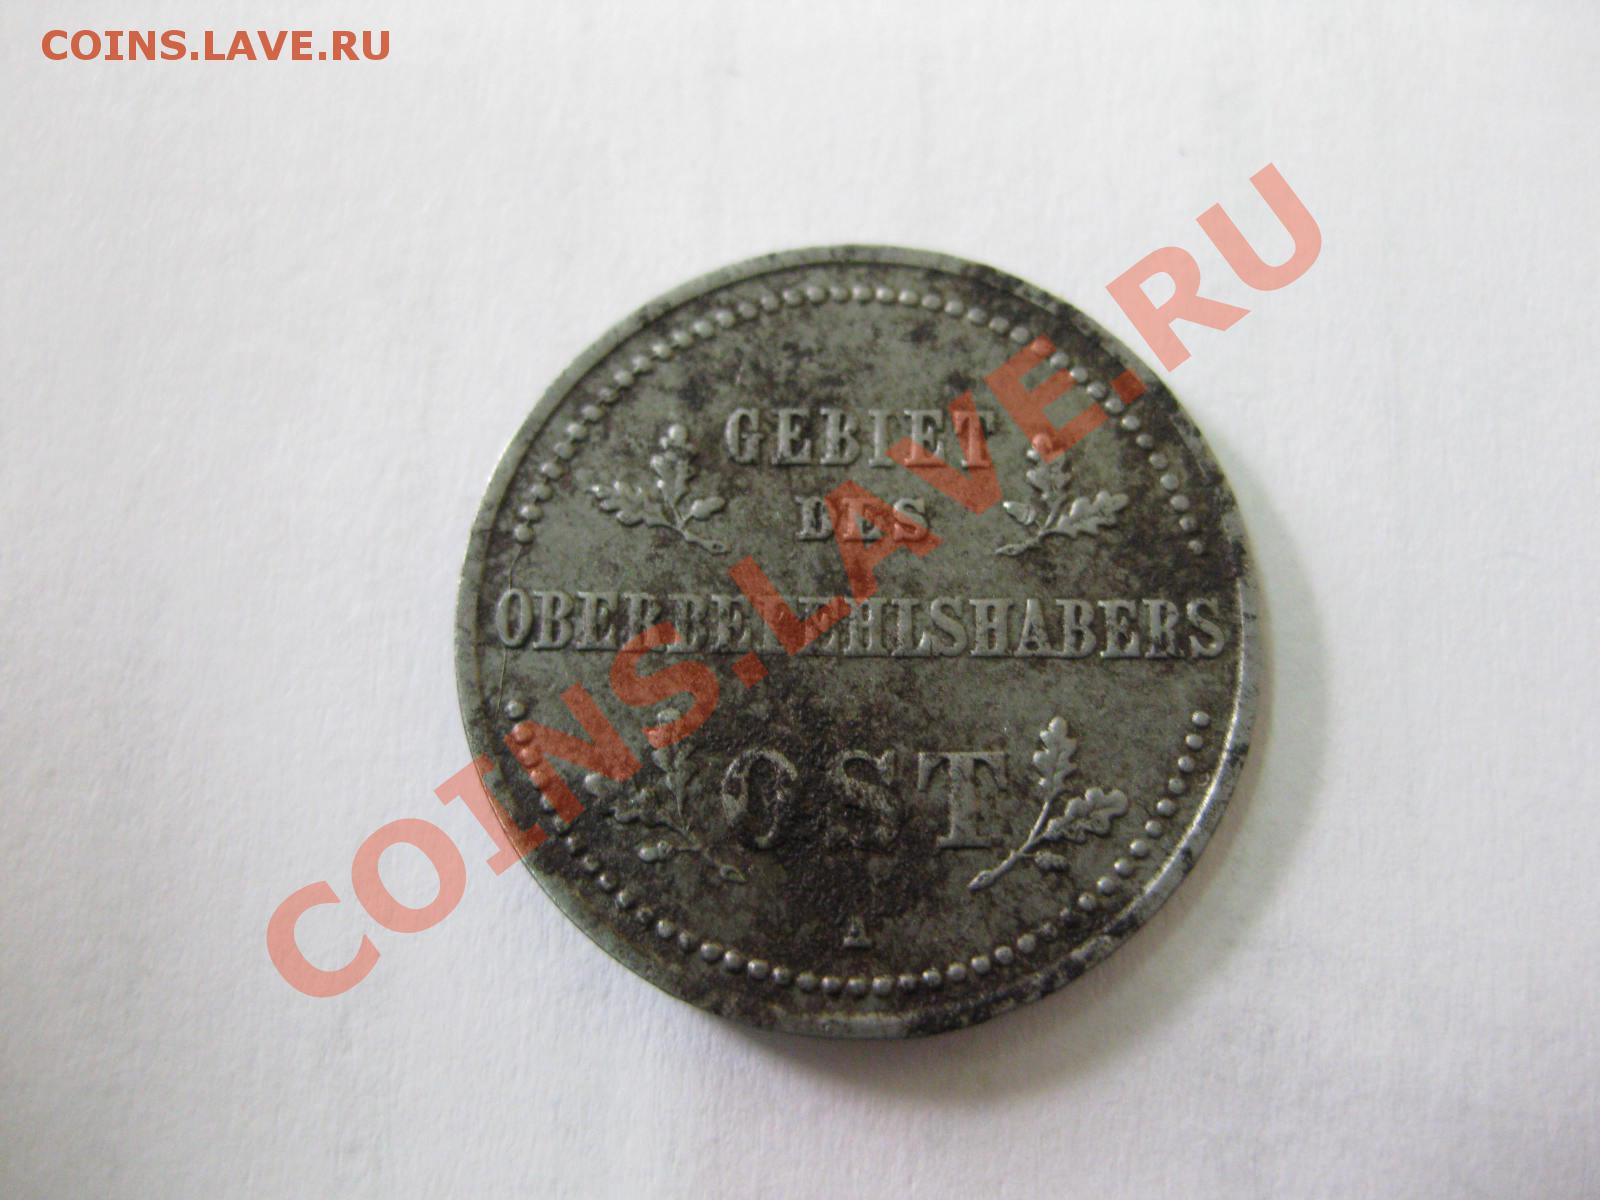 COINS.LAVE.RU
GEBIET
DES
OBERBEFEHLSHABERS
OST
A
COINS.LAVE.RU